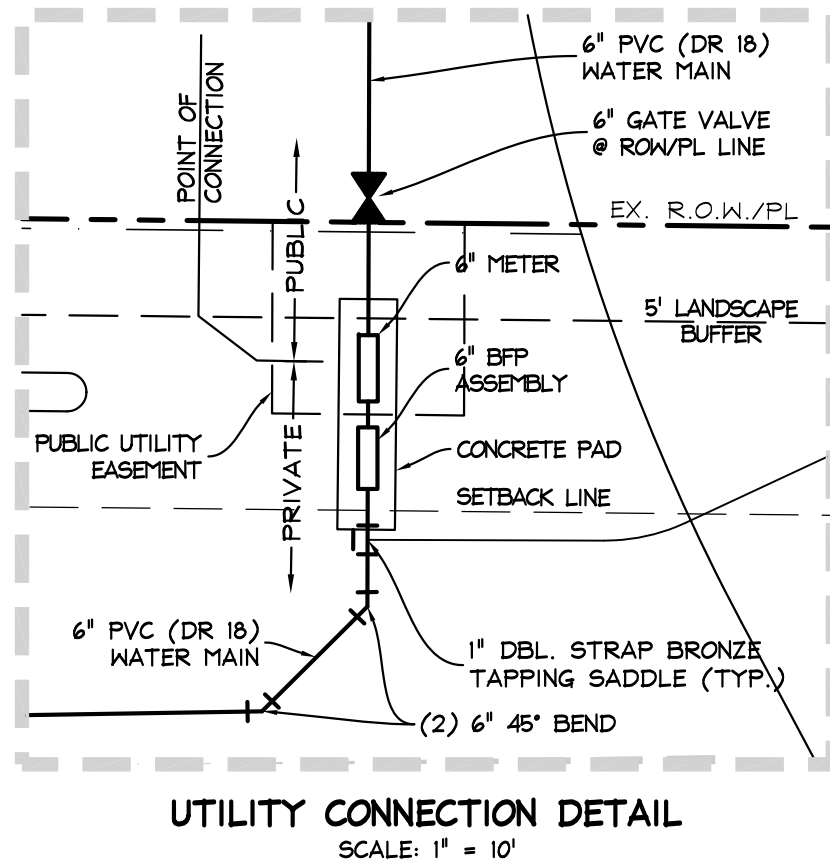 6" PVC (DR 18)
WATER MAIN
POINT OF
CONNECTION
6" GATE VALVE
@ ROW/PL LINE
PUBLIC
EX. R.O.W./PL
6" METER
5' LANDSCAPE
BUFFER
6" BFP
ASSEMBLY
PUBLIC UTILITY
EASEMENT
PRIVATE
CONCRETE PAD
SETBACK LINE
6" PVC (DR 18)
WATER MAIN
1" DBL. STRAP BRONZE
TAPPING SADDLE (TYP.)
(2) 6" 45° BEND
UTILITY CONNECTION DETAIL
SCALE: 1" = 10'